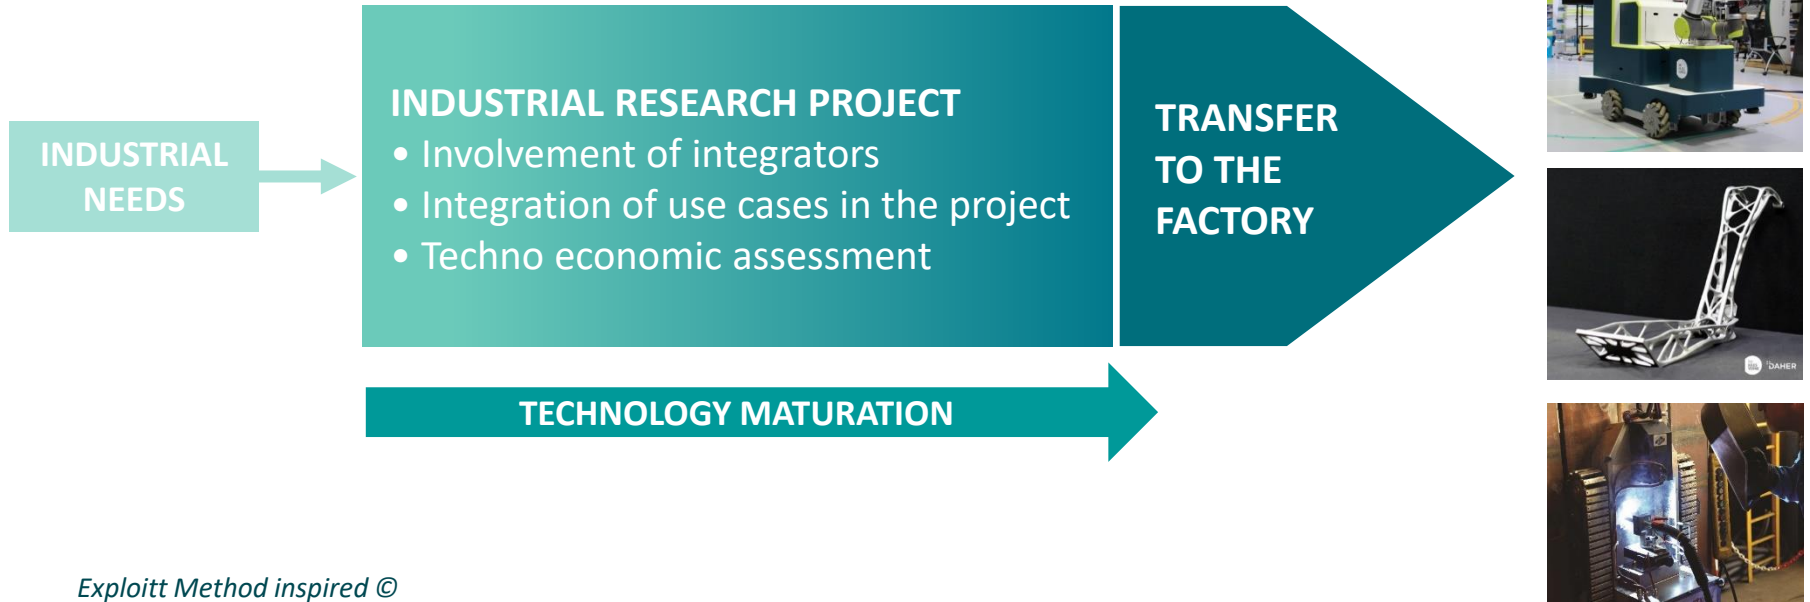 INDUSTRIAL
NEEDS
INDUSTRIAL RESEARCH PROJECT
• Involvement of integrators
• Integration of use cases in the project
• Techno economic assessment
TRANSFER
TO THE
FACTORY
TECHNOLOGY MATURATION
DAHER
Exploitt Method inspired ©